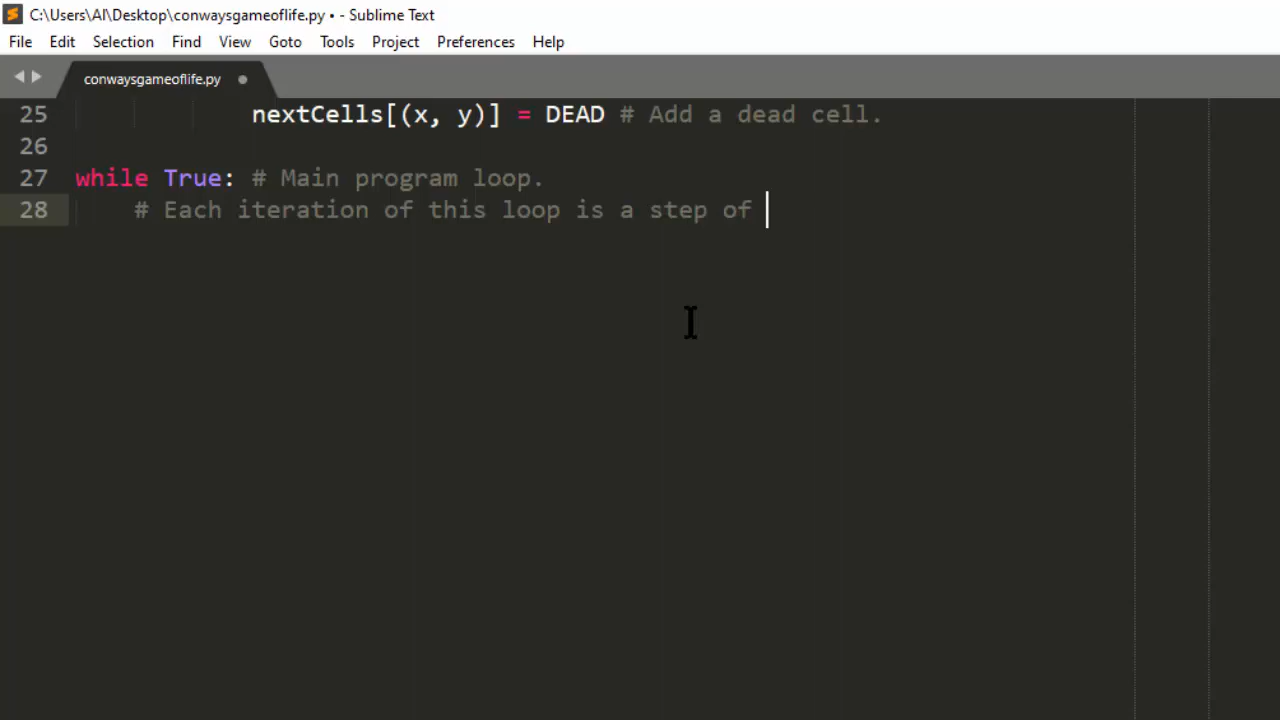 C:\Users\Al\Desktop\conwaysgameoflife.py • - Sublime Text
File Edit Selection Find View Goto Tools Project Preferences Help
conwaysgameoflife.py
25 nextCells[(x, y)] = DEAD # Add a dead cell.
26
27 while True: # Main program loop.
28 # Each iteration of this loop is a step of